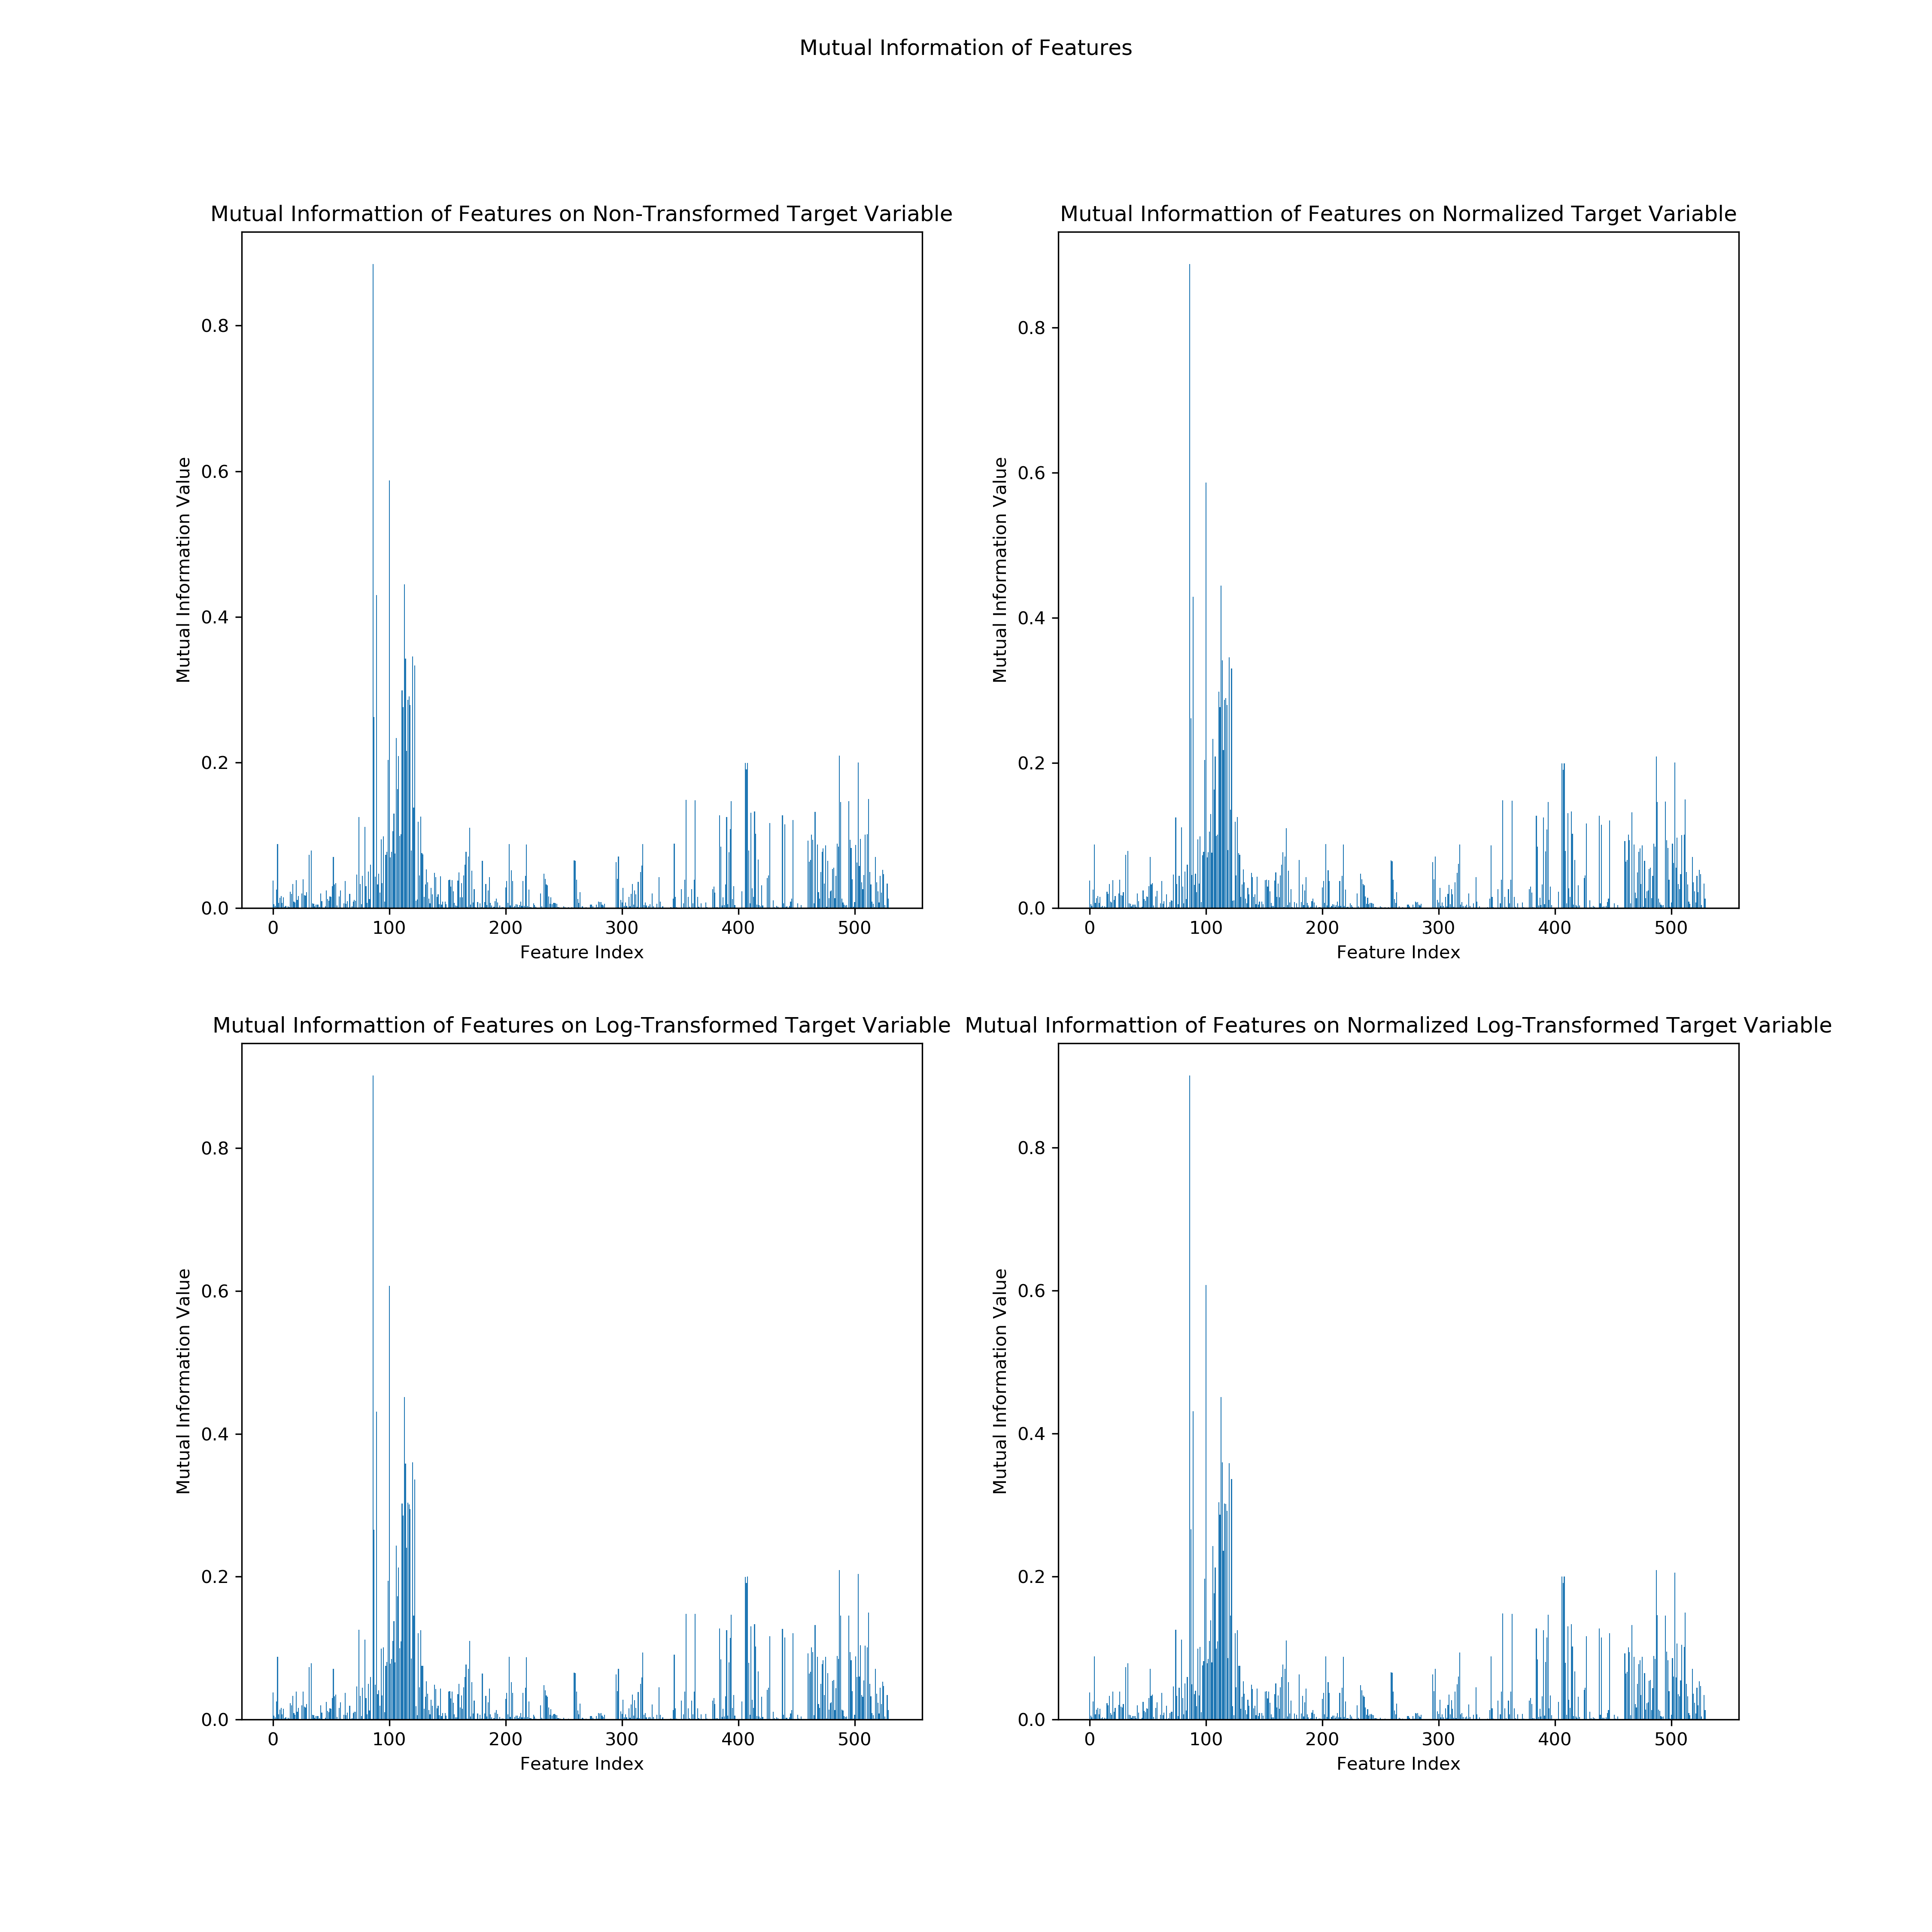 Mutual Information of Features
Mutual Informattion of Features on Non-Transformed Target Variable
Mutual Information Value
0.8
0.6
0.4
0.2
0.0
0 100 200 300 400 500
Feature Index
Mutual Informattion of Features on Normalized Target Variable
Mutual Information Value
0.8
0.6
0.4
0.2
0.0
0 100 200 300 400 500
Feature Index
Mutual Informattion of Features on Log-Transformed Target Variable
Mutual Information Value
0.8
0.6
0.4
0.2
0.0
0 100 200 300 400 500
Feature Index
Mutual Informattion of Features on Normalized Log-Transformed Target Variable
Mutual Information Value
0.8
0.6
0.4
0.2
0.0
0 100 200 300 400 500
Feature Index